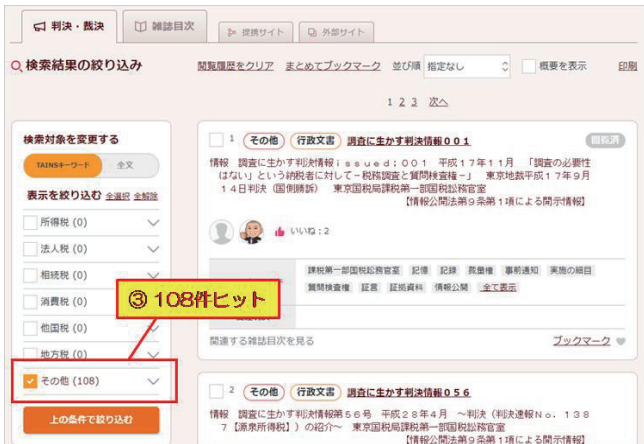 判決・裁決
雑誌目次
提携サイト
外部サイト
検索結果の絞り込み
閲覧履歴をクリア まとめてブックマーク 並び順 指定なし 概要を表示 印刷
1 2 3 次へ
検索対象を変更する
TAINSキーワード 全文
表示を絞り込む 全選択 全解除
所得税 (0)
法人税 (0)
相続税 (0)
消費税 (0)
他国税 (0)
地方税 (0)
その他 (108)
上の条件で絞り込む
③ 108件ヒット
1 その他 行政文書 調査に生かす判決情報001 閲覧済
情報 調査に生かす判決情報issued:001 平成17年11月 「調査の必要性
はない」という納税者に対して-税務調査と質問検査権-」 東京地裁平成17年9月
14日判決(国側勝訴) 東京国税局課税第一部国税訟務官室
【情報公開法第9条第1項による開示情報】
いいね:2
課税第一部国税訟務官室 記憶 記録 裁量権 事前通知 実施の細目
質問検査権 証言 証拠資料 情報公開 全て表示
関連する雑誌目次を見る ブックマーク
2 その他 行政文書 調査に生かす判決情報056
情報 調査に生かす判決情報第56号 平成28年4月 ~判決(判決速報No.138
7【源泉所得税】)の紹介~ 東京国税局課税第一部国税訟務官室
【情報公開法第9条第1項による開示情報】